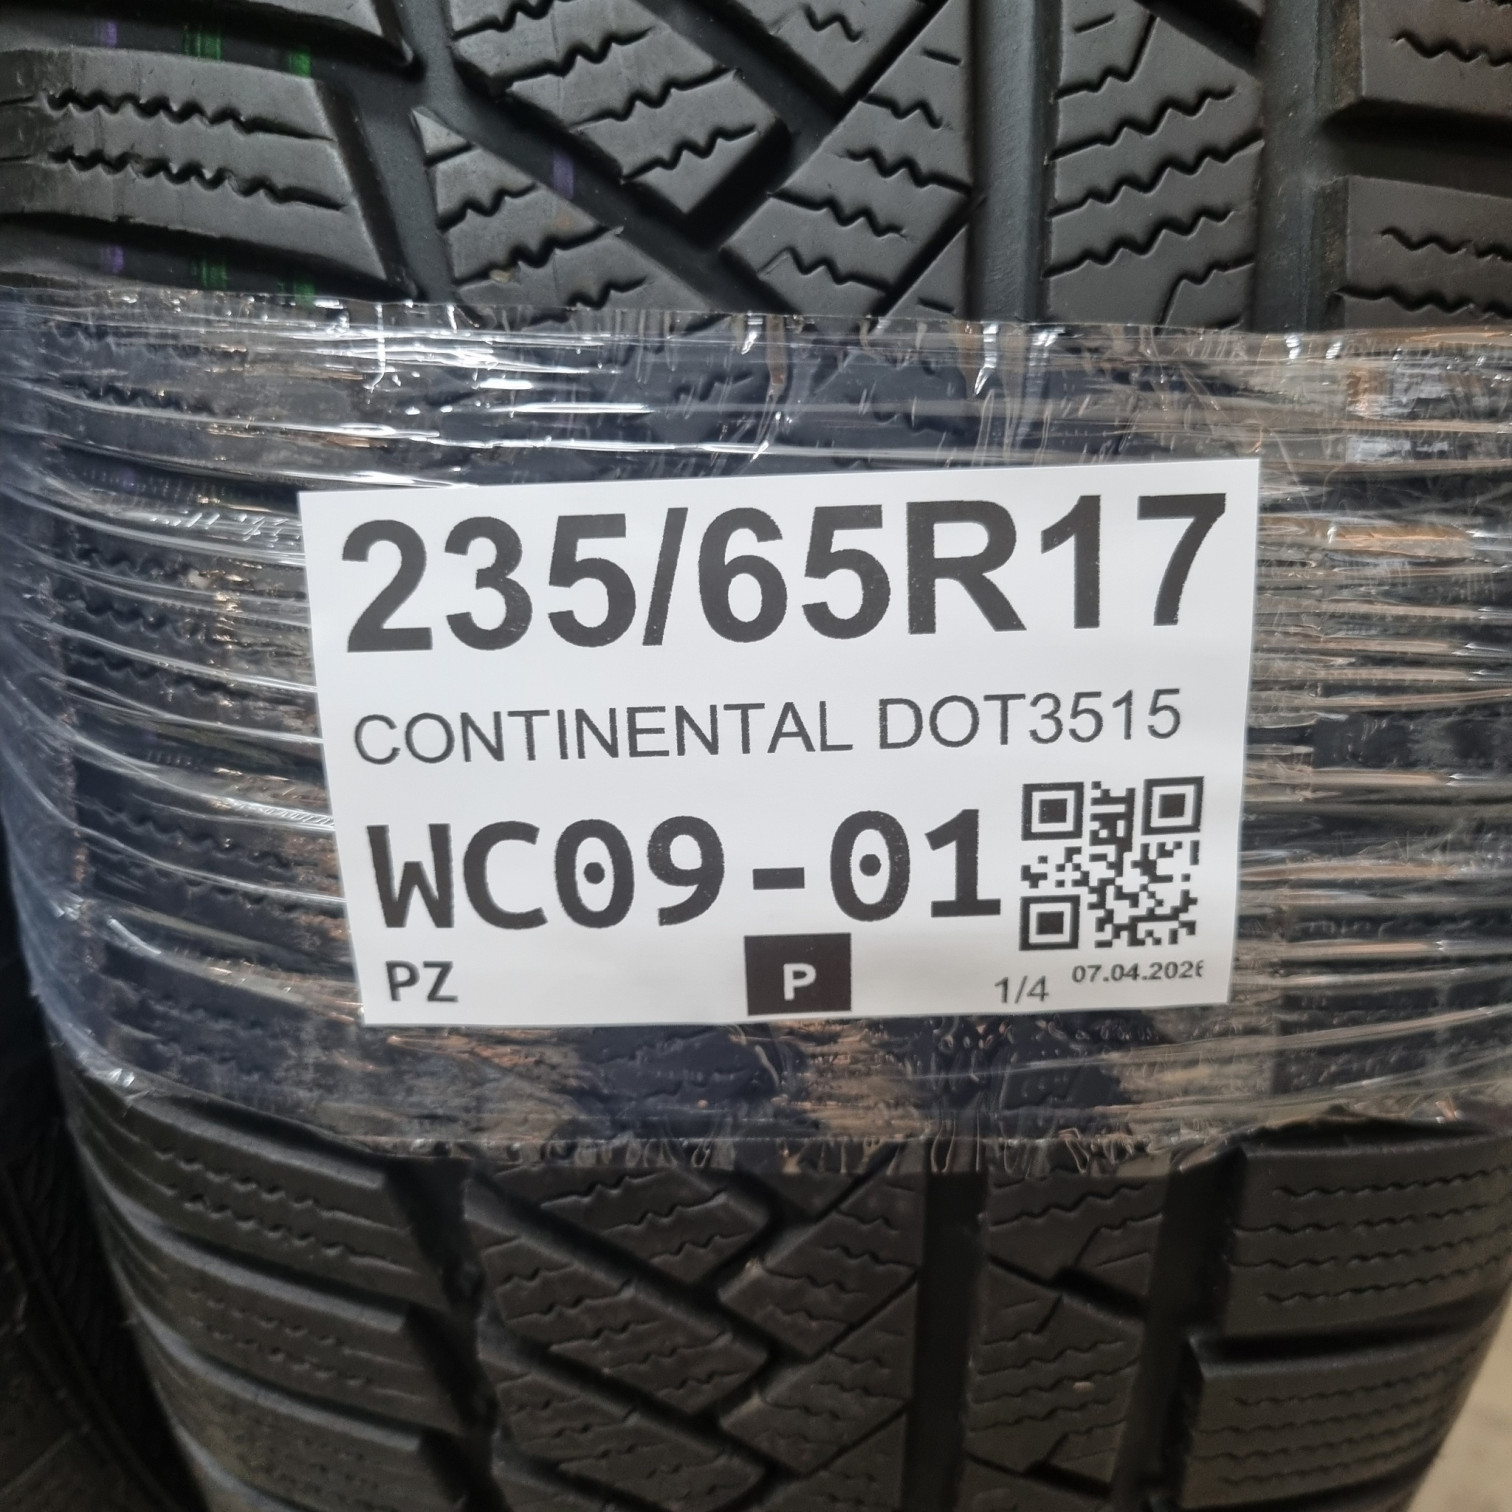 235/65R17
CONTINENTAL DOT3515
WC09-01
PZ
P
1/4
07.04.2026